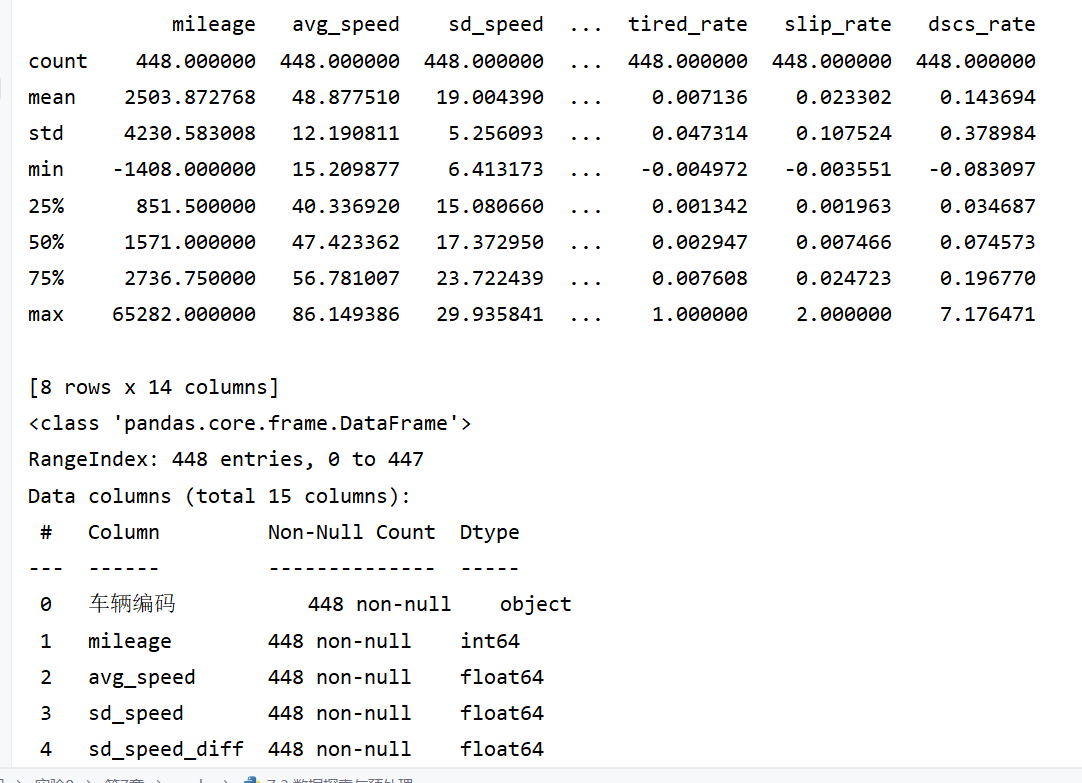 mileage avg_speed sd_speed ... tired_rate slip_rate dscs_rate
count 448.000000 448.000000 448.000000 ... 448.000000 448.000000 448.000000
mean 2503.872768 48.877510 19.004390 ... 0.007136 0.023302 0.143694
std 4230.583008 12.190811 5.256093 ... 0.047314 0.107524 0.378984
min -1408.000000 15.209877 6.413173 ... -0.004972 -0.003551 -0.083097
25% 851.500000 40.336920 15.080660 ... 0.001342 0.001963 0.034687
50% 1571.000000 47.423362 17.372950 ... 0.002947 0.007466 0.074573
75% 2736.750000 56.781007 23.722439 ... 0.007608 0.024723 0.196770
max 65282.000000 86.149386 29.935841 ... 1.000000 2.000000 7.176471
[8 rows x 14 columns]
<class 'pandas.core.frame.DataFrame'>
RangeIndex: 448 entries, 0 to 447
Data columns (total 15 columns):
# Column Non-Null Count Dtype
--- ------ -------------- -----
0 车辆编码 448 non-null object
1 mileage 448 non-null int64
2 avg_speed 448 non-null float64
3 sd_speed 448 non-null float64
4 sd_speed_diff 448 non-null float64